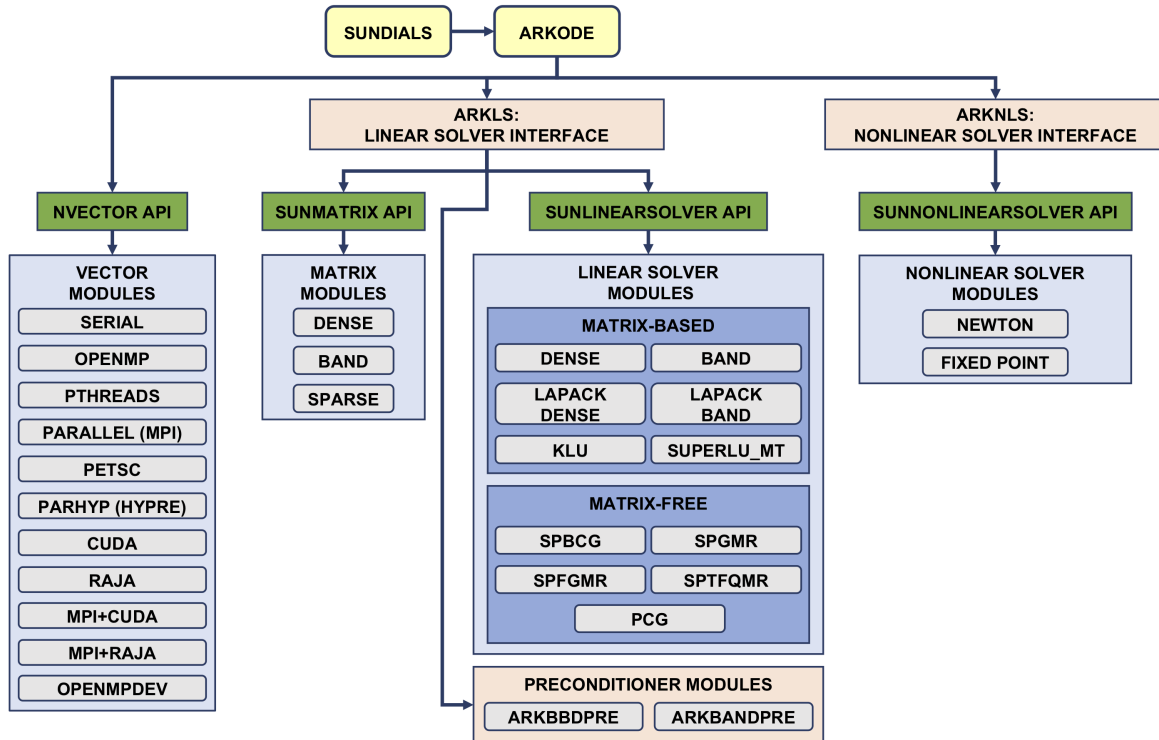 SUNDIALS
ARKODE
ARKLS:
LINEAR SOLVER INTERFACE
ARKNLS:
NONLINEAR SOLVER INTERFACE
NVECTOR API
SUNMATRIX API
SUNLINEARSOLVER API
SUNNONLINEARSOLVER API
VECTOR
MODULES
SERIAL
OPENMP
PTHREADS
PARALLEL (MPI)
PETSC
PARHYP (HYPRE)
CUDA
RAJA
MPI+CUDA
MPI+RAJA
OPENMPDEV
MATRIX
MODULES
DENSE
BAND
SPARSE
LINEAR SOLVER
MODULES
MATRIX-BASED
DENSE
BAND
LAPACK
DENSE
LAPACK
BAND
KLU
SUPERLU_MT
MATRIX-FREE
SPBCG
SPGMR
SPFGMR
SPTFQMR
PCG
PRECONDITIONER MODULES
ARKBBDPRE
ARKBANDPRE
NONLINEAR SOLVER
MODULES
NEWTON
FIXED POINT